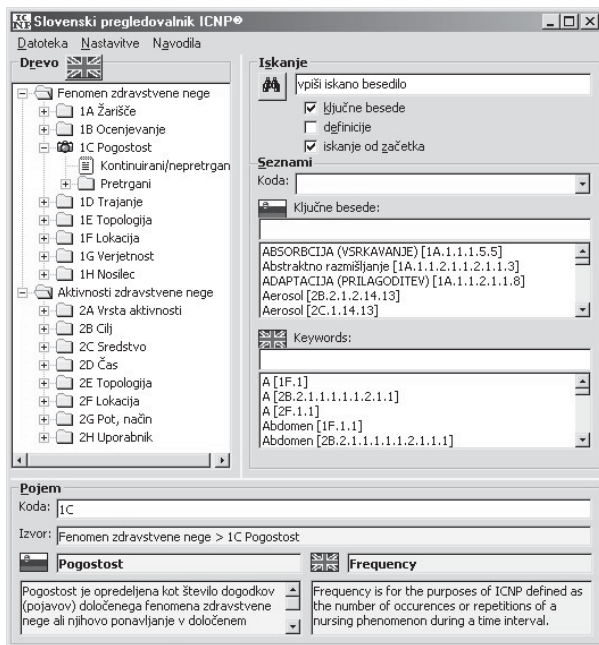 Slovenski pregledovalnik ICNP®
Datoteka Nastavitve Navodila
Drevo
Fenomen zdravstvene nege
1A Žarišče
1B Ocenjevanje
1C Pogostost
Kontinuirani/nepretrgan
Pretrgani
1D Trajanje
1E Topologija
1F Lokacija
1G Verjetnost
1H Nosilec
Aktivnosti zdravstvene nege
2A Vrsta aktivnosti
2B Cilj
2C Sredstvo
2D Čas
2E Topologija
2F Lokacija
2G Pot, način
2H Uporabnik
Iskanje
vpiši iskano besedilo
ključne besede
definicije
iskanje od začetka
Seznami
Koda:
Ključne besede:
ABSORBCIJA (VSRKAVANJE) [1A.1.1.1.5.5]
Abstraktno razmišljanje [1A.1.1.2.1.1.2.1.1.3]
ADAPTACIJA (PRILAGODITEV) [1A.1.1.2.1.1.8]
Aerosol [2B.2.1.2.14.13]
Aerosol [2C.1.14.13]
Keywords:
A [1F.1]
A [2B.2.1.1.1.1.2.1.1]
A [2F.1.1]
Abdomen [1F.1.1]
Abdomen [2B.2.1.1.1.1.2.1.1.1]
Pojem
Koda: 1C
Izvor: Fenomen zdravstvene nege > 1C Pogostost
Pogostost
Pogostost je opredeljena kot število dogodkov
(pojavov) določenega fenomena zdravstvene
nege ali njihovo ponavljanje v določenem
Frequency
Frequency is for the purposes of ICNP defined as
the number of occurences or repetitions of a
nursing phenomenon during a time interval.